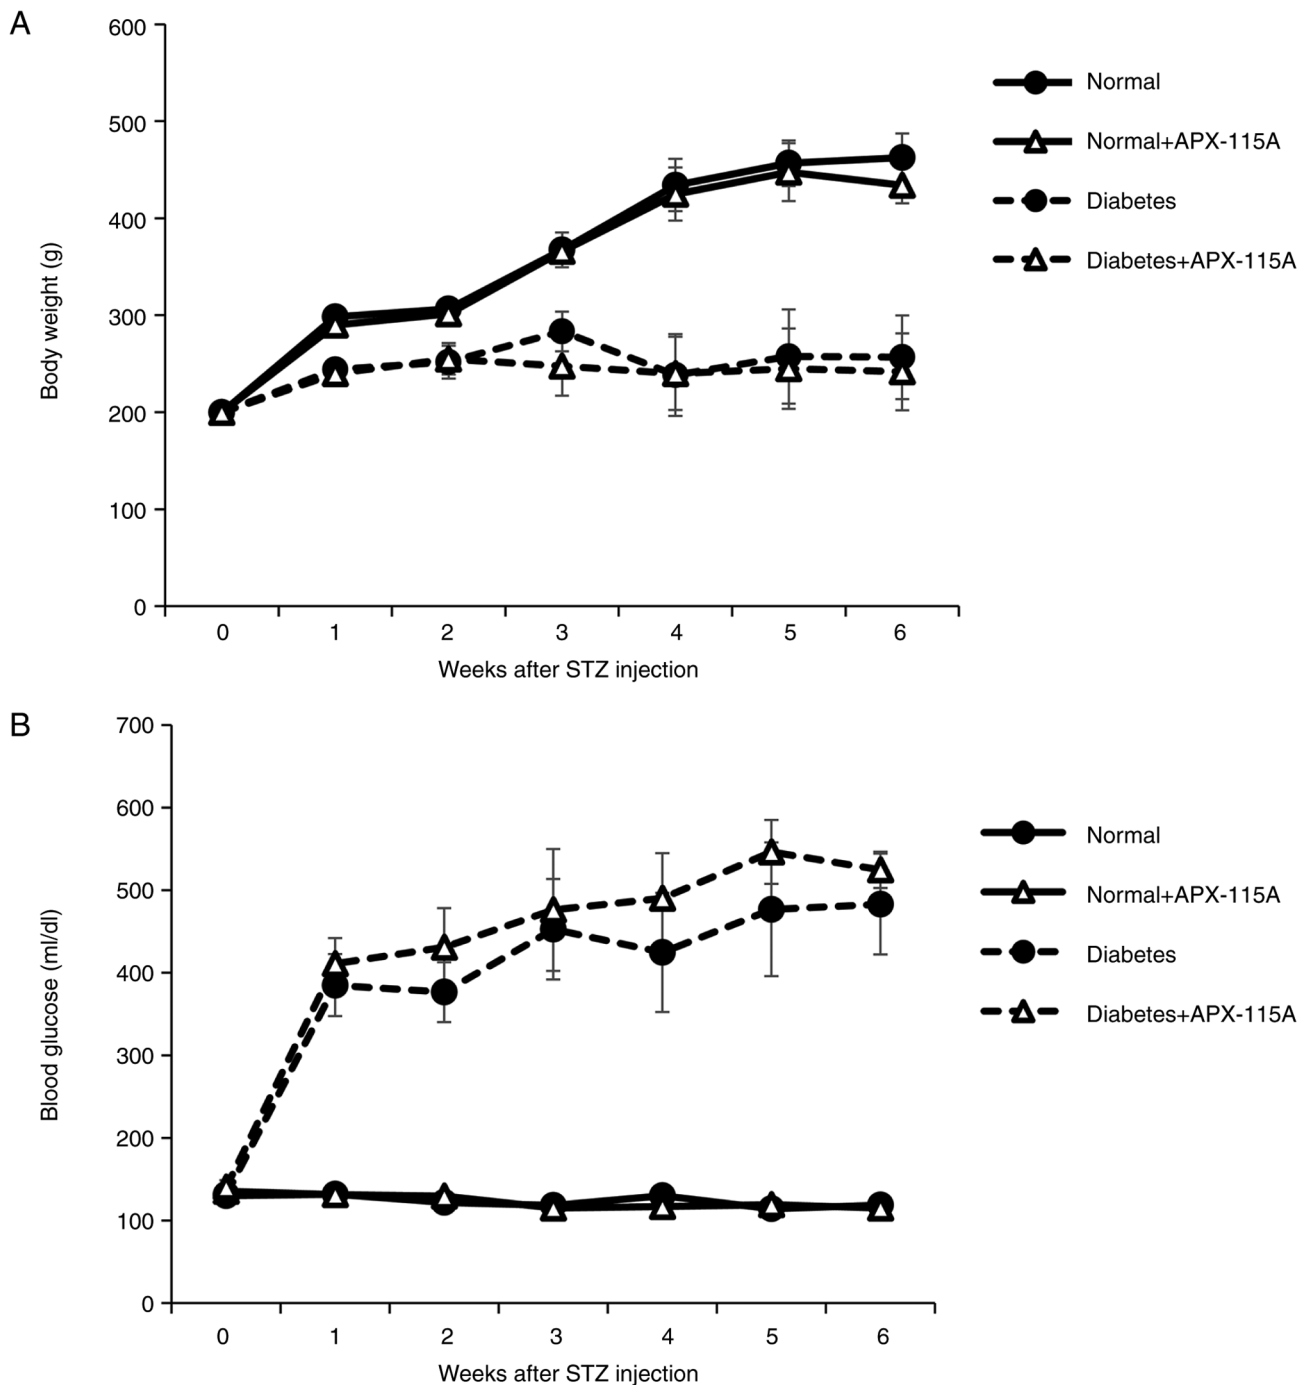 A
600
500
400
300
200
100
0
Body weight (g)
0 1 2 3 4 5 6
Weeks after STZ injection
Normal
Normal+APX-115A
Diabetes
Diabetes+APX-115A
B
700
600
500
400
300
200
100
0
Blood glucose (ml/dl)
0 1 2 3 4 5 6
Weeks after STZ injection
Normal
Normal+APX-115A
Diabetes
Diabetes+APX-115A